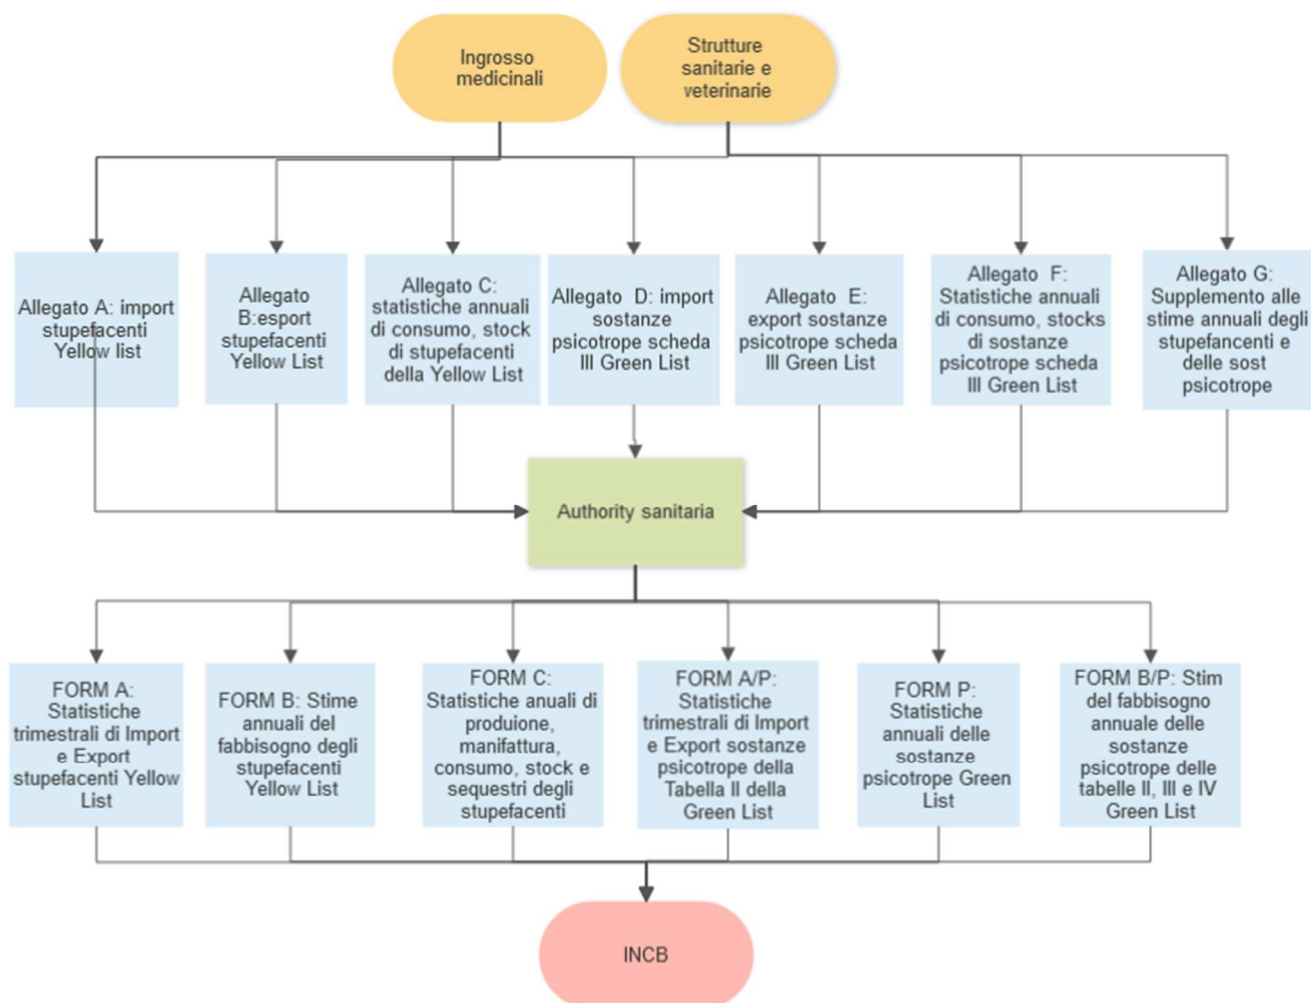 Ingrosso
medicinali
Strutture
sanitarie e
veterinarie
Allegato A: import
stupefacenti
Yellow list
Allegato
B:esport
stupefacenti
Yellow List
Allegato C:
statistiche annuali
di consumo, stock
di stupefacenti
della Yellow List
Allegato D: import
sostanze
psicotrope scheda
III Green List
Allegato E:
export sostanze
psicotrope scheda
III Green List
Allegato F:
Statistiche annuali
di consumo, stocks
di sostanze
psicotrope scheda
III Green List
Allegato G:
Supplemento alle
stime annuali degli
stupefancenti e
delle sost
psicotrope
Authority sanitaria
FORM A:
Statistiche
trimestrali di Import
e Export
stupefacenti Yellow
List
FORM B: Stime
annuali del
fabbisogno degli
stupefacenti
Yellow List
FORM C:
Statistiche anuali di
produione,
manifattura,
consumo, stock e
sequestri degli
stupefacenti
FORM A/P:
Statistiche
trimestrali di Import
e Export sostanze
psicotrope della
Tabella II della
Green List
FORM P:
Statistiche
annuali delle
sostanze
psicotrope Green
List
FORM B/P: Stim
del fabbisogno
annuale delle
sostanze
psicotrope delle
tabelle II, III e IV
Green List
INCB